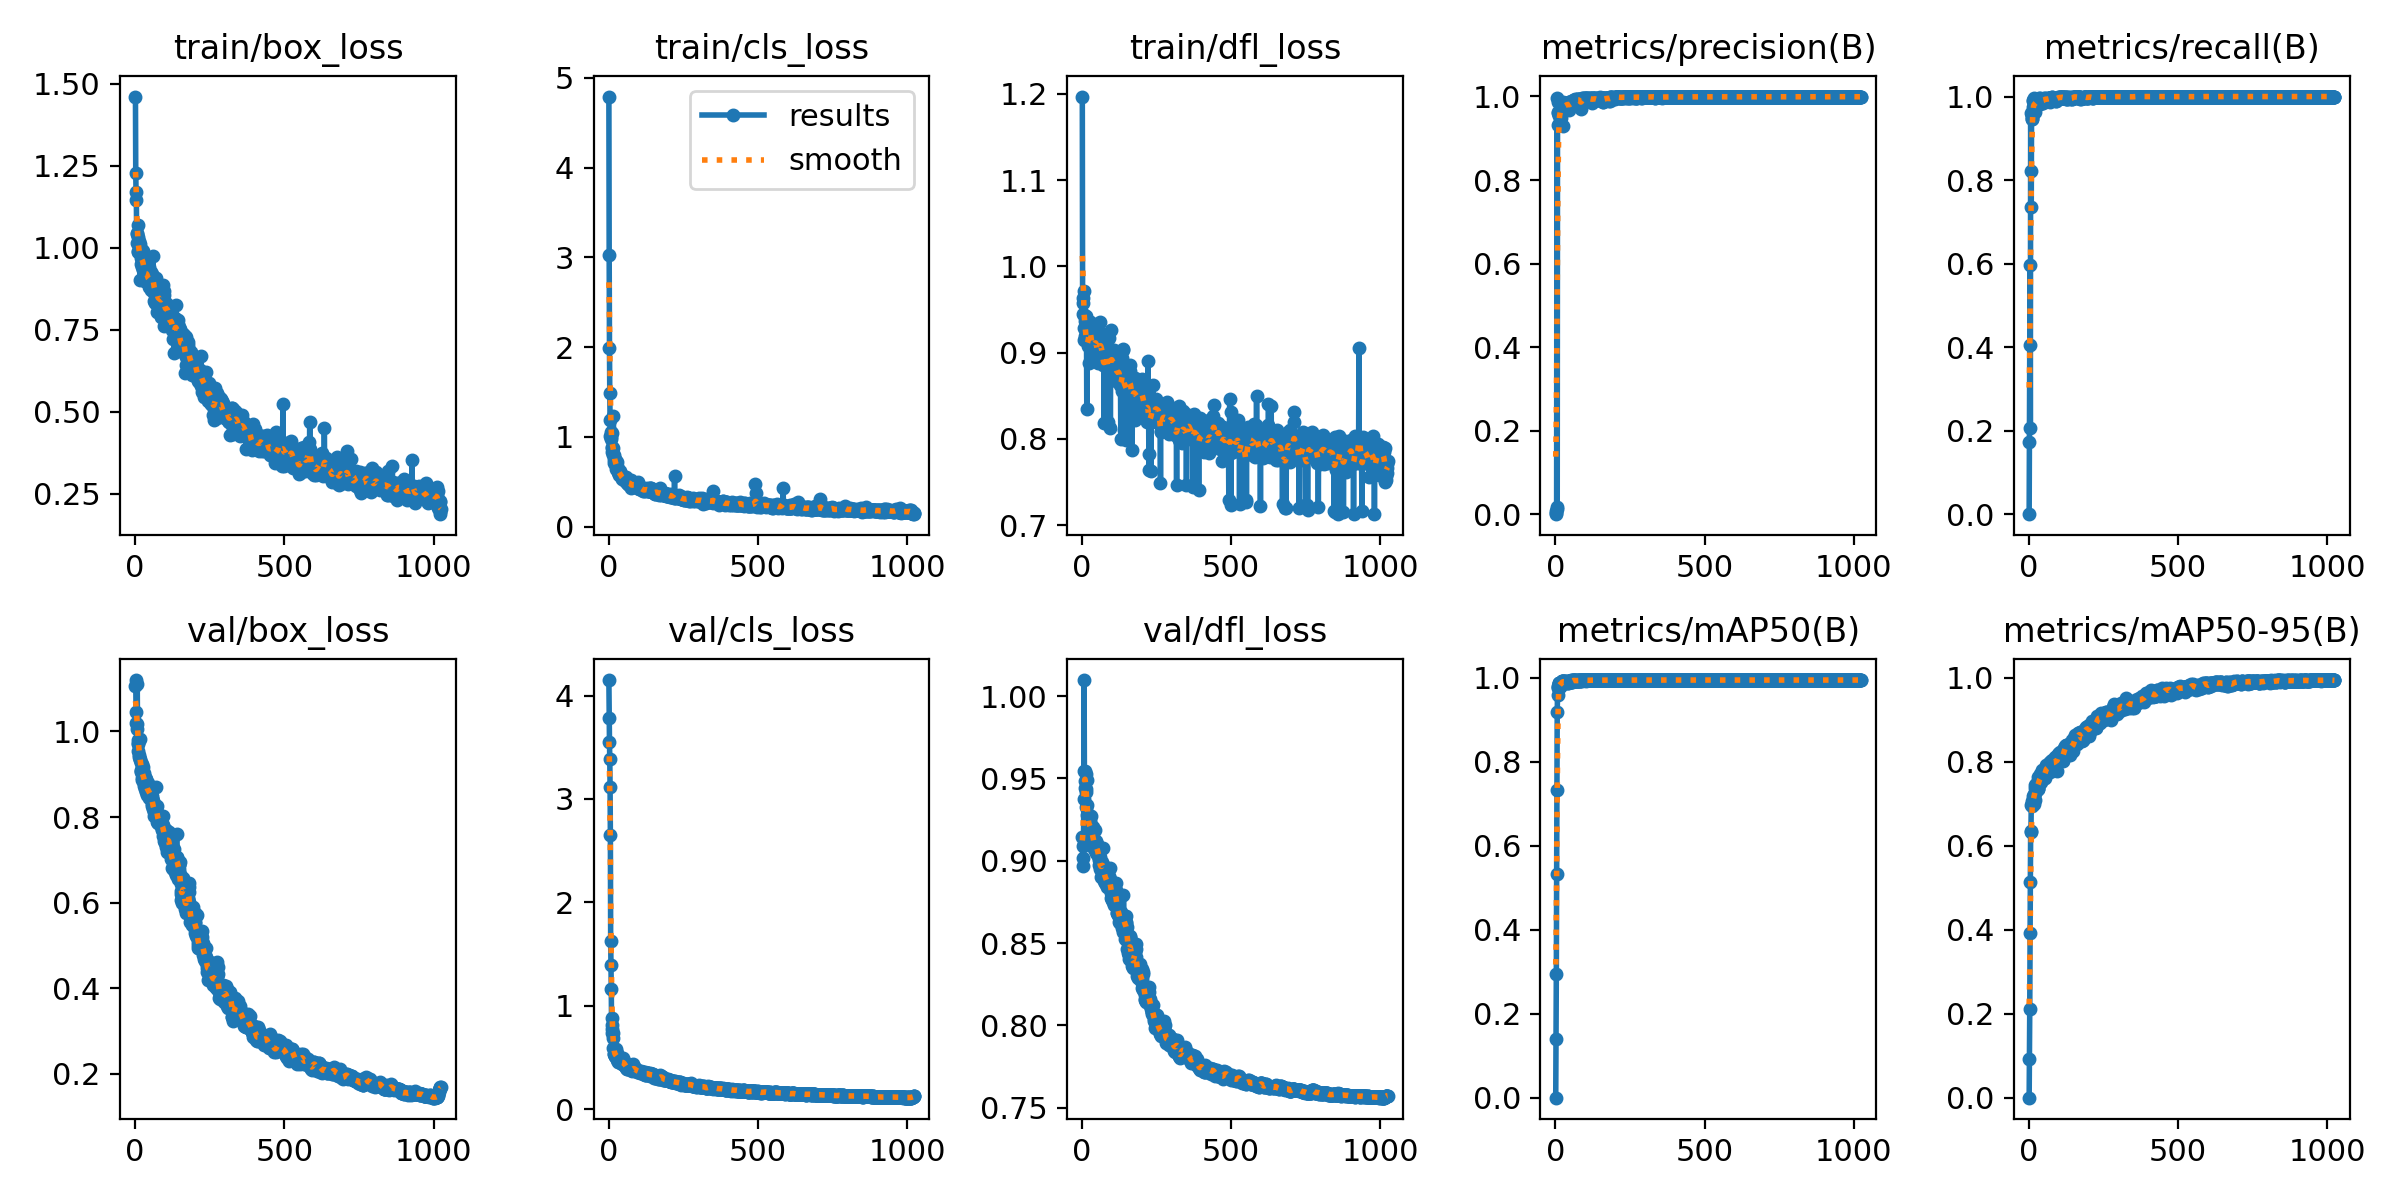 train/box_loss
1.50
1.25
1.00
0.75
0.50
0.25
0 500 1000
train/cls_loss
results
smooth
5
4
3
2
1
0
0 500 1000
train/dfl_loss
1.2
1.1
1.0
0.9
0.8
0.7
0 500 1000
metrics/precision(B)
1.0
0.8
0.6
0.4
0.2
0.0
0 500 1000
metrics/recall(B)
1.0
0.8
0.6
0.4
0.2
0.0
0 500 1000
val/box_loss
1.0
0.8
0.6
0.4
0.2
0 500 1000
val/cls_loss
4
3
2
1
0
0 500 1000
val/dfl_loss
1.00
0.95
0.90
0.85
0.80
0.75
0 500 1000
metrics/mAP50(B)
1.0
0.8
0.6
0.4
0.2
0.0
0 500 1000
metrics/mAP50-95(B)
1.0
0.8
0.6
0.4
0.2
0.0
0 500 1000